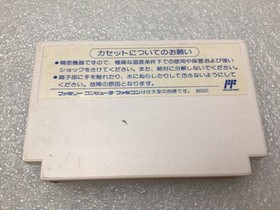 カセットについてのお願い
●精密機器ですので、極端な温度条件下での使用や保管および強い
ショックをさけてください。また、絶対に分解しないでください。
●端子部に手を触れたり、水にぬらしたりして汚さないようにして
ください。故障の原因となります。
ファミリーコンピュータ ファミコンは任天堂の商標です。